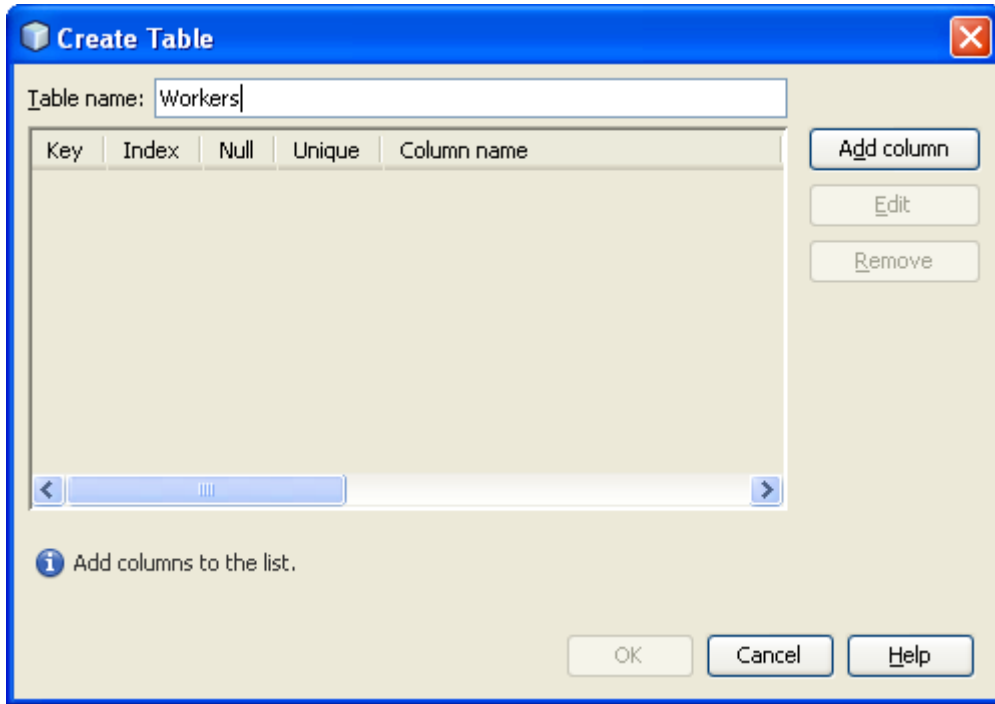 Create Table
Table name: Workers
Key Index Null Unique Column name
Add column
Edit
Remove
Add columns to the list.
OK Cancel Help